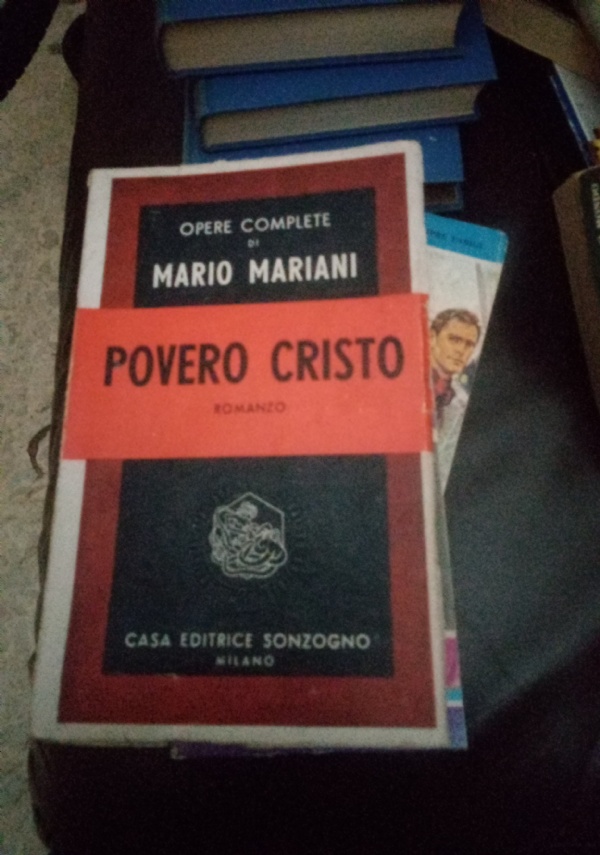 OPERE COMPLETE
DI
MARIO MARIANI
POVERO CRISTO
ROMANZO
CASA EDITRICE SONZOGNO
MILANO